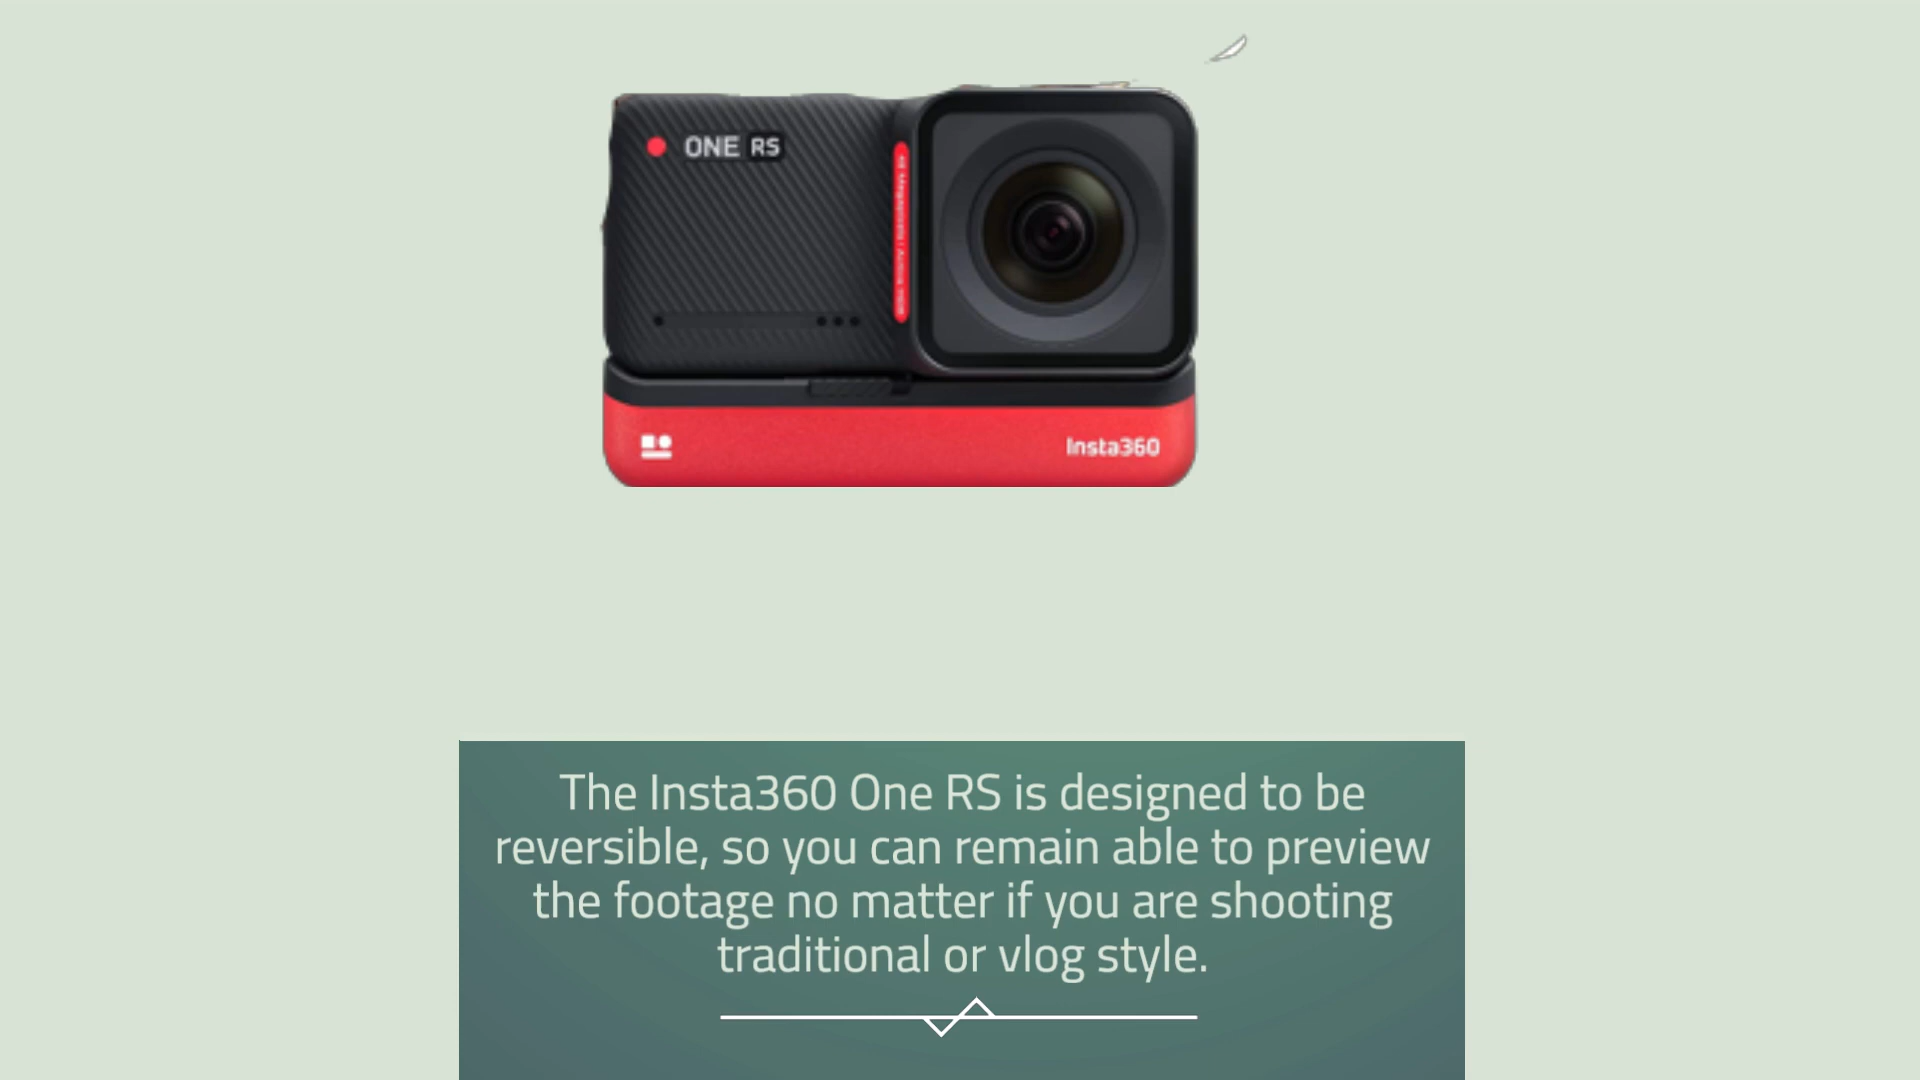 ONE RS
Insta360
The Insta360 One RS is designed to be
reversible, so you can remain able to preview
the footage no matter if you are shooting
traditional or vlog style.